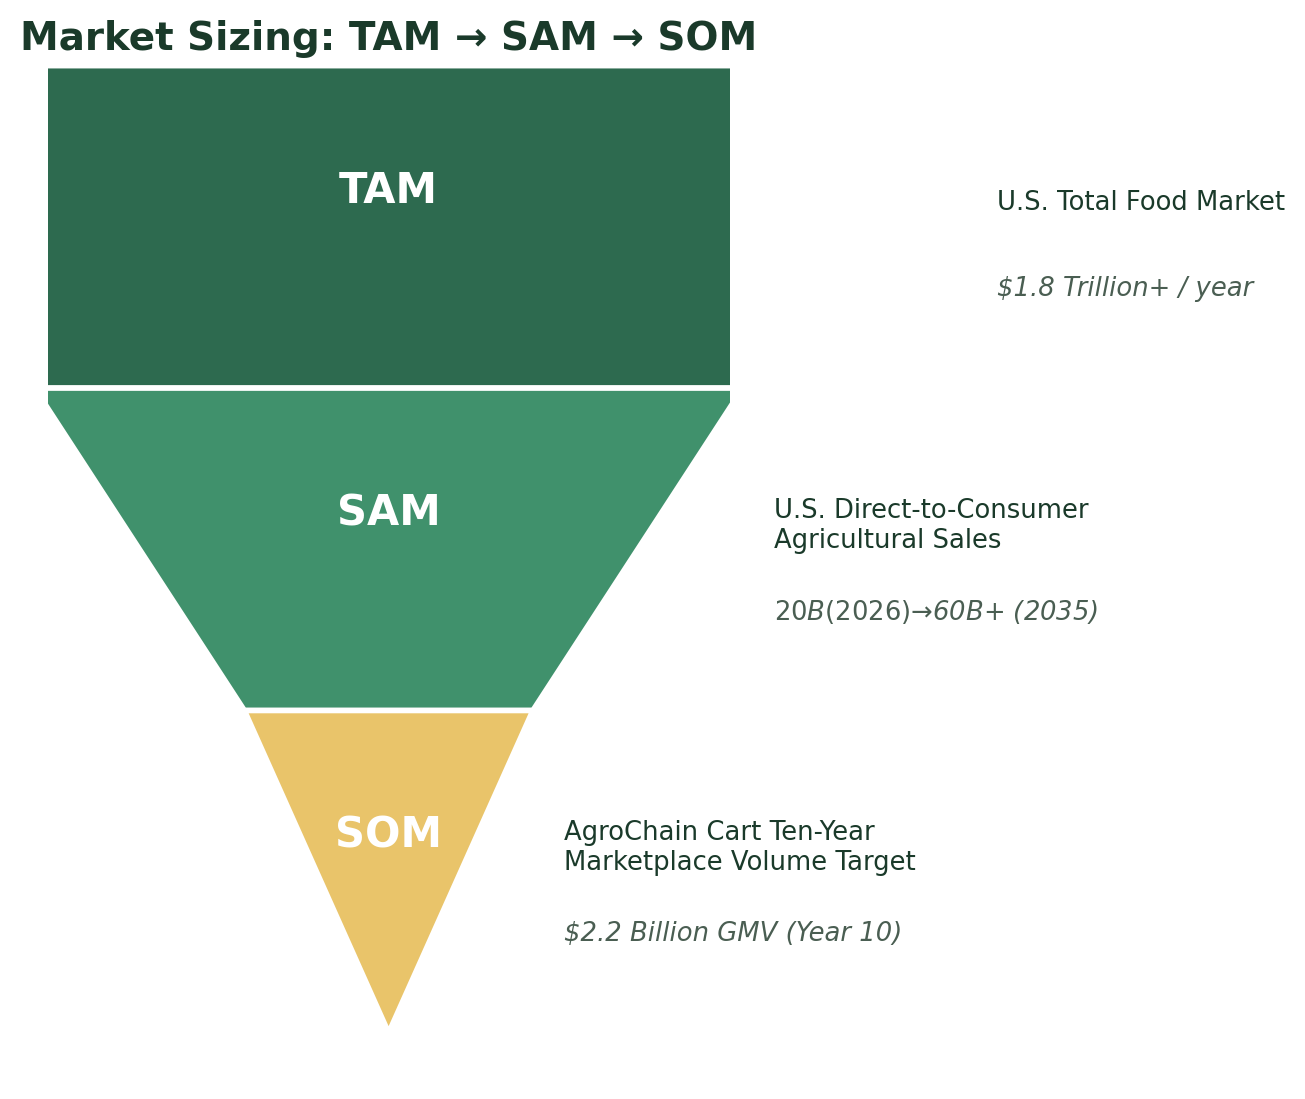 Market Sizing: TAM → SAM → SOM
TAM
U.S. Total Food Market
$1.8 Trillion+ / year
SAM
U.S. Direct-to-Consumer
Agricultural Sales
20B(2026)→60B+ (2035)
SOM
AgroChain Cart Ten-Year
Marketplace Volume Target
$2.2 Billion GMV (Year 10)